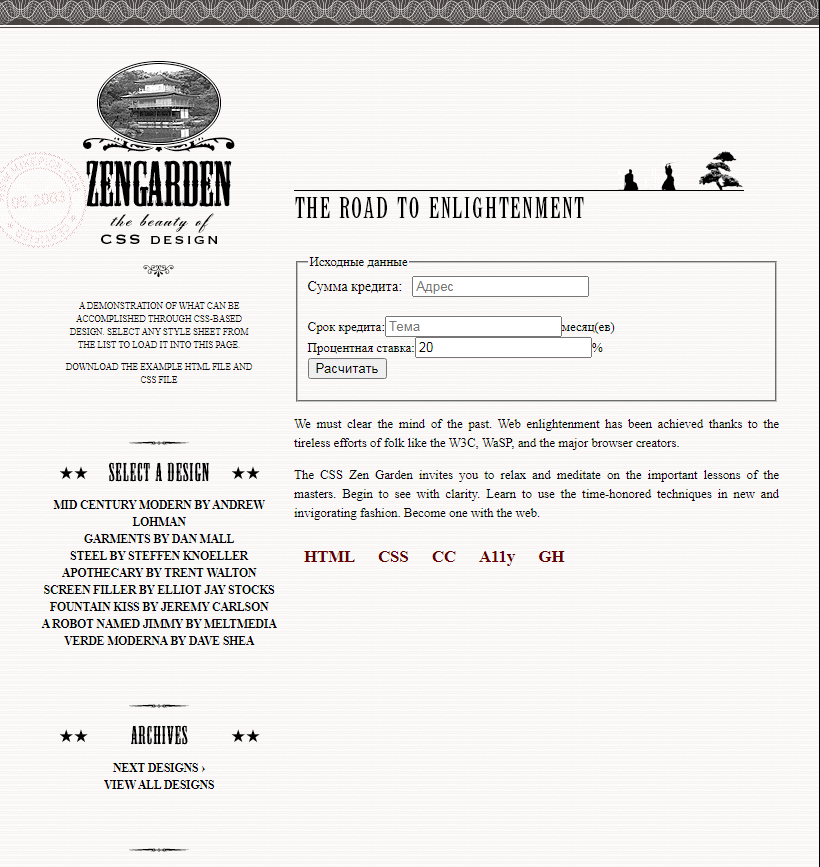 ZENGARDEN
the beauty of
CSS DESIGN
05.2003
A DEMONSTRATION OF WHAT CAN BE
ACCOMPLISHED THROUGH CSS-BASED
DESIGN. SELECT ANY STYLE SHEET FROM
THE LIST TO LOAD IT INTO THIS PAGE.
DOWNLOAD THE EXAMPLE HTML FILE AND
CSS FILE
★★ SELECT A DESIGN ★★
MID CENTURY MODERN BY ANDREW
LOHMAN
GARMENTS BY DAN MALL
STEEL BY STEFFEN KNOELLER
APOTHECARY BY TRENT WALTON
SCREEN FILLER BY ELLIOT JAY STOCKS
FOUNTAIN KISS BY JEREMY CARLSON
A ROBOT NAMED JIMMY BY MELTMEDIA
VERDE MODERNA BY DAVE SHEA
★★ ARCHIVES ★★
NEXT DESIGNS ›
VIEW ALL DESIGNS
THE ROAD TO ENLIGHTENMENT
Исходные данные
Сумма кредита: Адрес
Срок кредита: Тема месяц(ев)
Процентная ставка: 20 %
Расчитать
We must clear the mind of the past. Web enlightenment has been achieved thanks to the
tireless efforts of folk like the W3C, WaSP, and the major browser creators.
The CSS Zen Garden invites you to relax and meditate on the important lessons of the
masters. Begin to see with clarity. Learn to use the time-honored techniques in new and
invigorating fashion. Become one with the web.
HTML CSS CC A11y GH